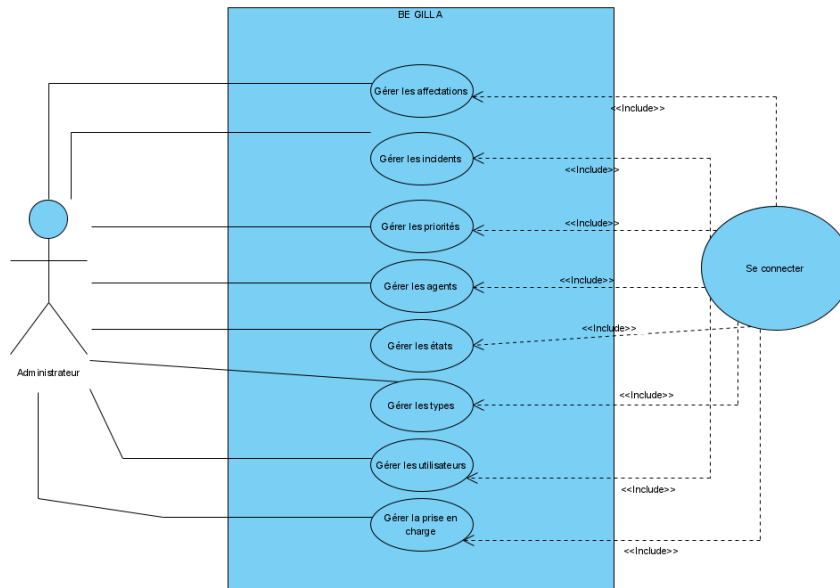 BE GILLA
Gérer les affectations
<<Include>>
Gérer les incidents
<<Include>>
Gérer les priorités
<<Include>>
Se connecter
Gérer les agents
<<Include>>
Gérer les états
<<Include>>
Administrateur
Gérer les types
<<Include>>
Gérer les utilisateurs
<<Include>>
Gérer la prise en
charge
<<Include>>